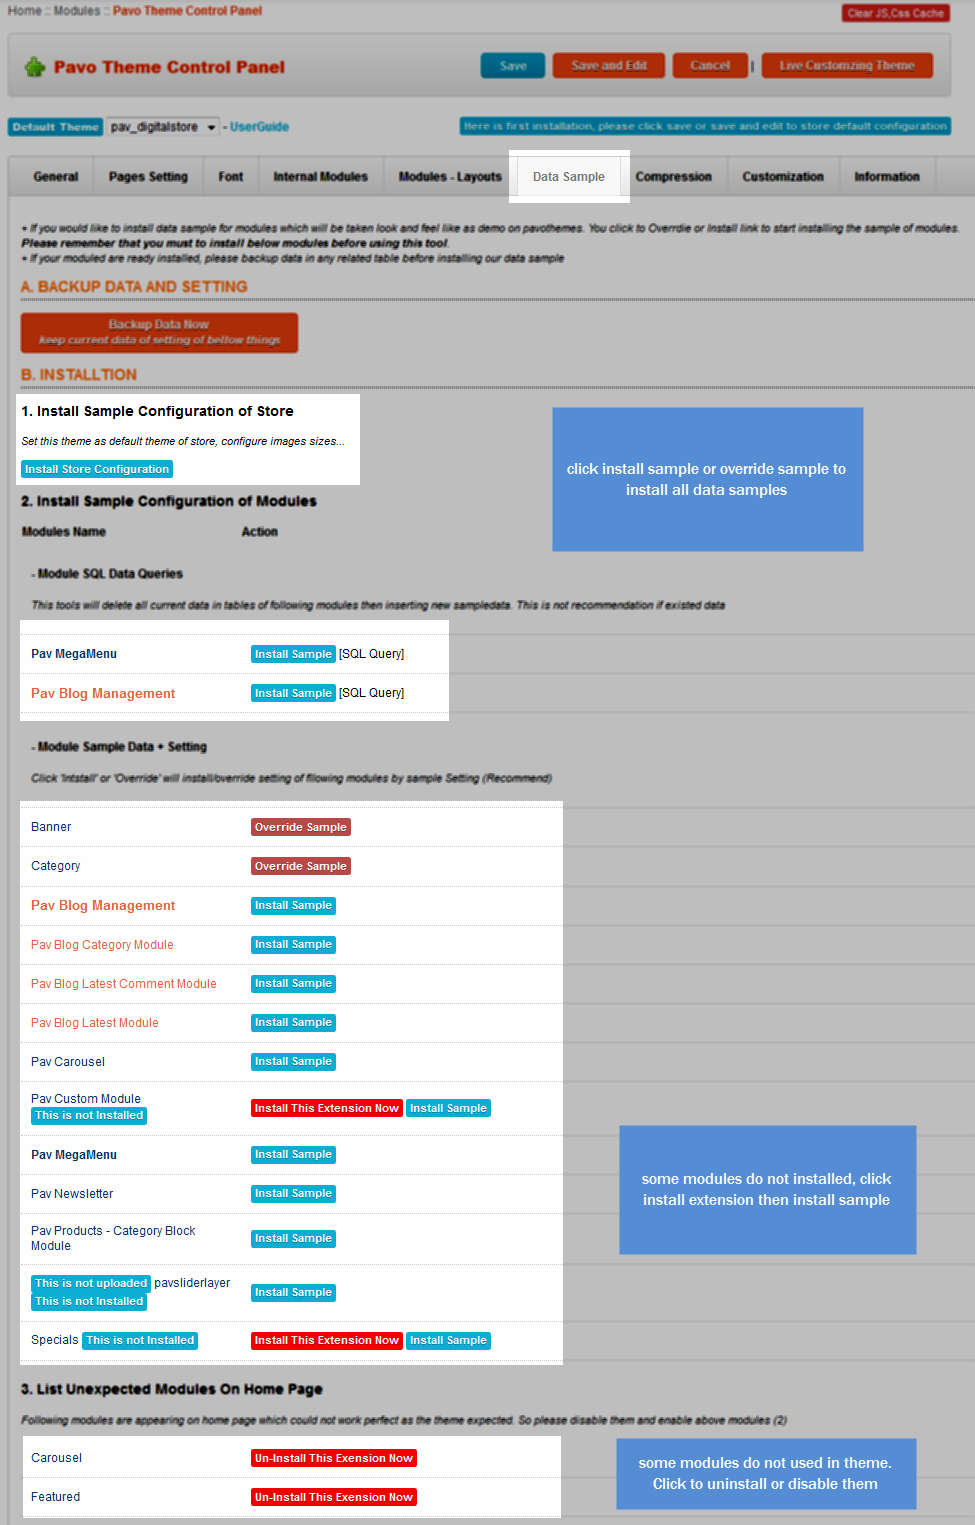 Home :: Modules :: Pavo Theme Control Panel
Clear JS,Css Cache
Pavo Theme Control Panel
Save
Save and Edit
Cancel
|
Live Customzing Theme
Default Theme pav_digitalstore - UserGuide
Here is first installation, please click save or save and edit to store default configuration
General
Pages Setting
Font
Internal Modules
Modules - Layouts
Data Sample
Compression
Customization
Information
+ If you would like to install data sample for modules which will be taken look and feel like as demo on pavothemes. You click to Overrdie or Install link to start installing the sample of modules.
Please remember that you must to install below modules before using this tool.
+ If your moduled are ready installed, please backup data in any related table before installing our data sample
A. BACKUP DATA AND SETTING
Backup Data Now
keep current data of setting of bellow things
B. INSTALLTION
1. Install Sample Configuration of Store
Set this theme as default theme of store, configure images sizes...
Install Store Configuration
click install sample or override sample to
install all data samples
2. Install Sample Configuration of Modules
Modules Name
Action
- Module SQL Data Queries
This tools will delete all current data in tables of following modules then inserting new sampledata. This is not recommendation if existed data
Pav MegaMenu
Install Sample [SQL Query]
Pav Blog Management
Install Sample [SQL Query]
- Module Sample Data + Setting
Click 'Intstall' or 'Override' will install/override setting of fillowing modules by sample Setting (Recommend)
Banner
Override Sample
Category
Override Sample
Pav Blog Management
Install Sample
Pav Blog Category Module
Install Sample
Pav Blog Latest Comment Module
Install Sample
Pav Blog Latest Module
Install Sample
Pav Carousel
Install Sample
Pav Custom Module
This is not Installed
Install This Extension Now Install Sample
Pav MegaMenu
Install Sample
Pav Newsletter
Install Sample
some modules do not installed, click
install extension then install sample
Pav Products - Category Block
Module
Install Sample
This is not uploaded pavsliderlayer
This is not Installed
Install Sample
Specials This is not Installed
Install This Extension Now Install Sample
3. List Unexpected Modules On Home Page
Following modules are appearing on home page which could not work perfect as the theme expected. So please disable them and enable above modules (2)
Carousel
Un-Install This Exension Now
Featured
Un-Install This Exension Now
some modules do not used in theme.
Click to uninstall or disable them